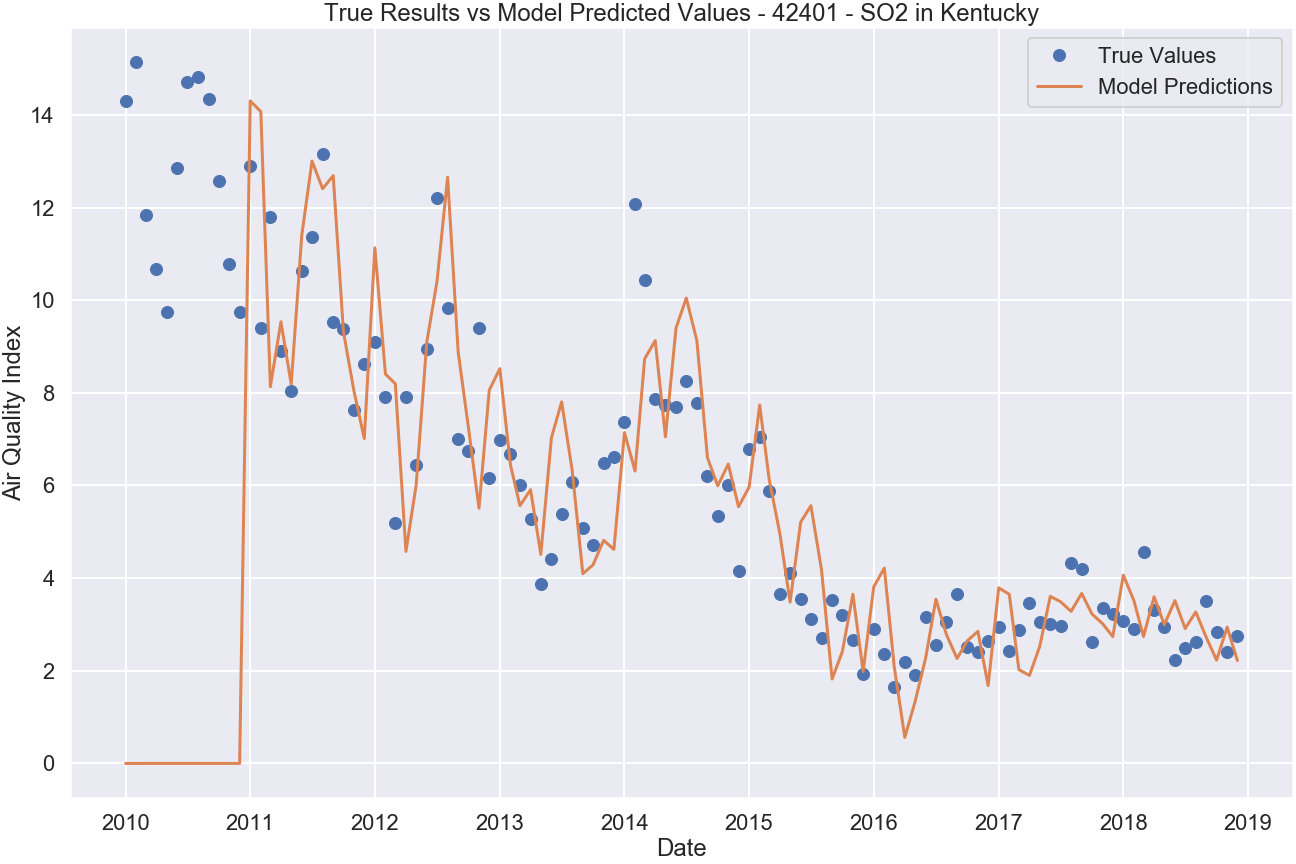 True Results vs Model Predicted Values - 42401 - SO2 in Kentucky
True Values
Model Predictions
Air Quality Index
14
12
10
8
6
4
2
0
2010 2011 2012 2013 2014 2015 2016 2017 2018 2019
Date